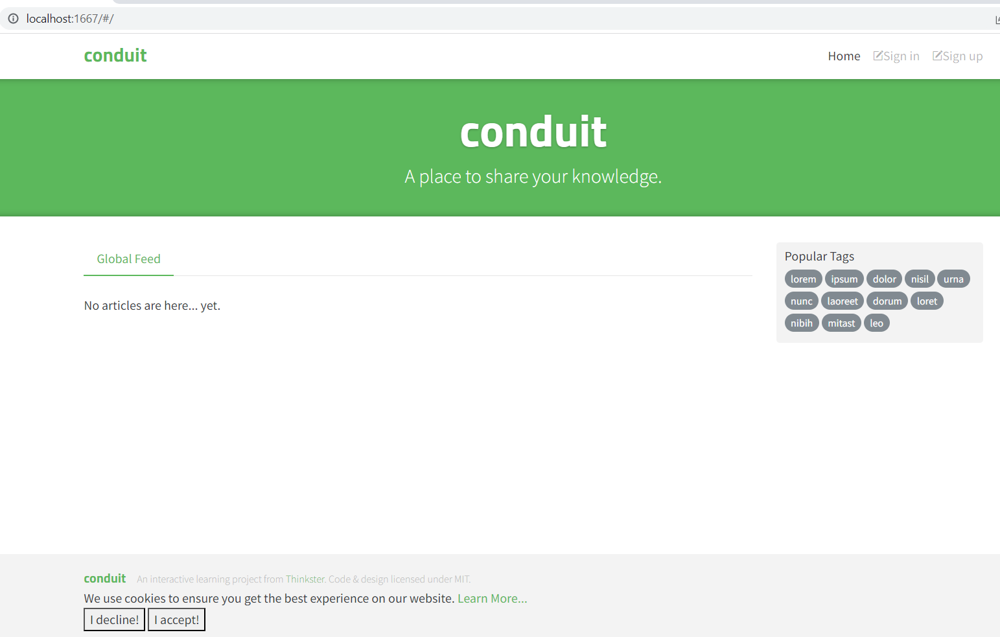 localhost:1667/#/
conduit
Home Sign in Sign up
conduit
A place to share your knowledge.
Global Feed
No articles are here... yet.
Popular Tags
lorem ipsum dolor nisil urna
nunc laoreet dorum loret
nibih mitast leo
conduit An interactive learning project from Thinkster. Code & design licensed under MIT.
We use cookies to ensure you get the best experience on our website. Learn More...
I decline! I accept!